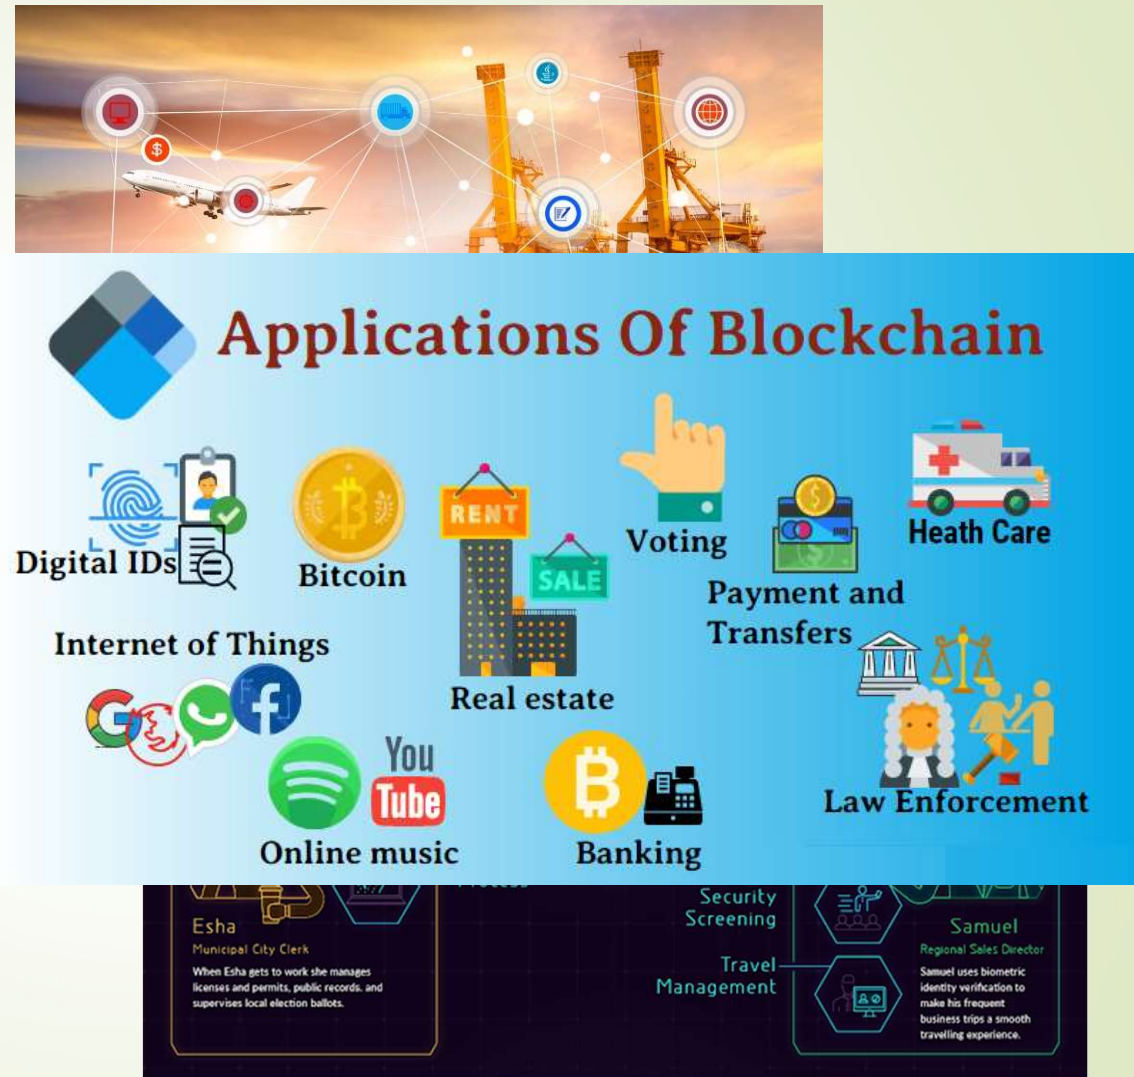 Applications Of Blockchain
RENT
SALE
Digital IDs
Bitcoin
Voting
Heath Care
Payment and
Transfers
Internet of Things
Real estate
You
Tube
Law Enforcement
Online music
Banking
Esha
Municipal City Clerk
When Esha gets to work she manages
licenses and permits, public records. and
supervises local election ballots.
Security
Screening
Travel
Management
Samuel
Regional Sales Director
Samuel uses biometric
identity verification to
make his frequent
business trips a smooth
travelling experience.